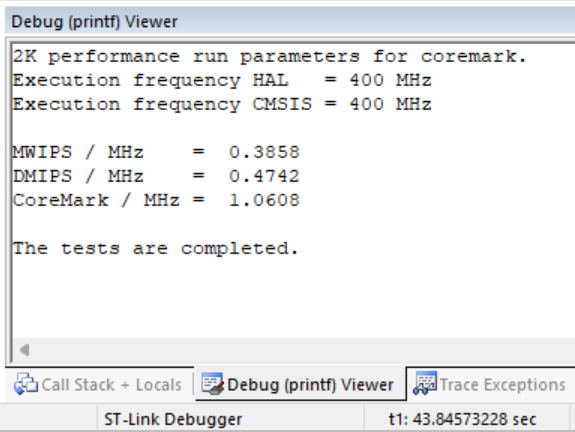 Debug (printf) Viewer
2K performance run parameters for coremark.
Execution frequency HAL   = 400 MHz
Execution frequency CMSIS = 400 MHz
MWIPS / MHz    =  0.3858
DMIPS / MHz    =  0.4742
CoreMark / MHz =  1.0608
The tests are completed.
Call Stack + Locals Debug (printf) Viewer Trace Exceptions
ST-Link Debugger t1: 43.84573228 sec